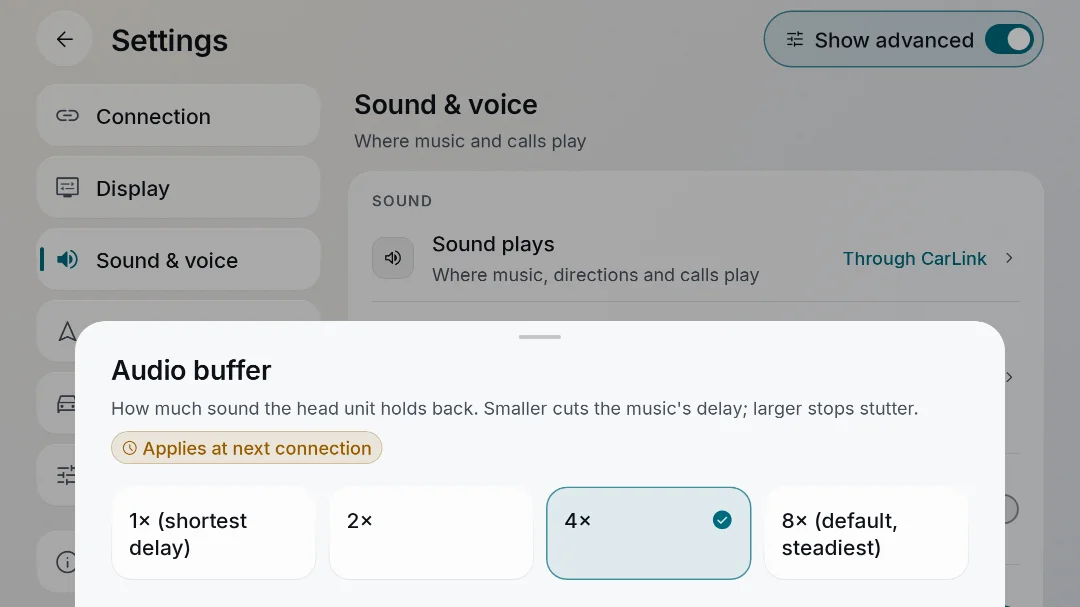 Settings
Show advanced
Connection
Display
Sound & voice
Sound & voice
Where music and calls play
SOUND
Sound plays
Where music, directions and calls play
Through CarLink
Audio buffer
How much sound the head unit holds back. Smaller cuts the music's delay; larger stops stutter.
Applies at next connection
1× (shortest
delay)
2×
4×
8× (default,
steadiest)